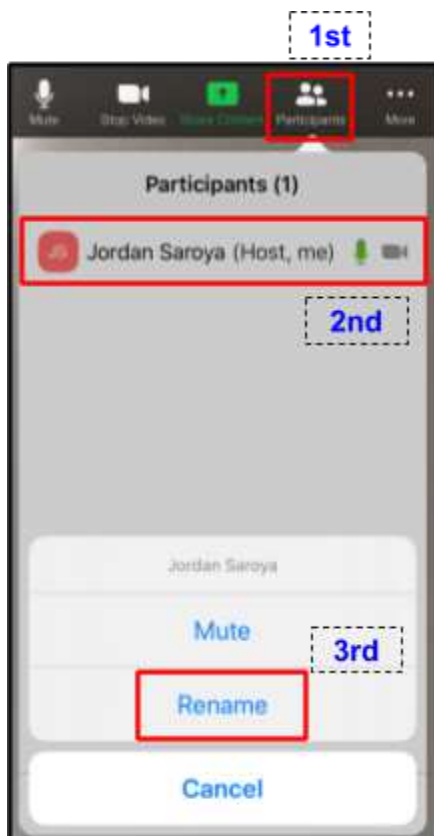 1st
Mute Stop Video Share Content Participants More
Participants (1)
JS Jordan Saroya (Host, me)
2nd
Jordan Saroya
Mute
3rd
Rename
Cancel